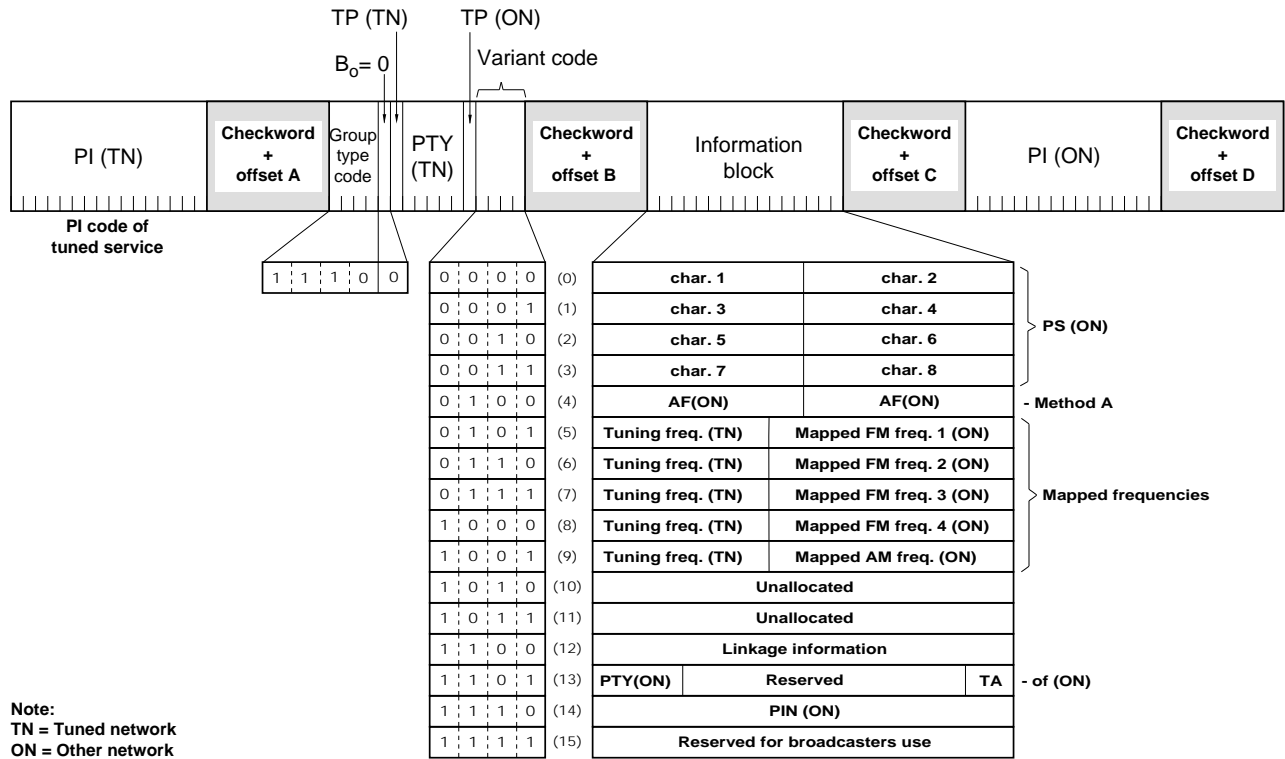 TP (TN) TP (ON)
Bo= 0 Variant code
PI (TN)
Checkword
+
offset A
Group
type
code
PTY
(TN)
Checkword
+
offset B
Information
block
Checkword
+
offset C
PI (ON)
Checkword
+
offset D
PI code of
tuned service
1 1 1 0 0
0 0 0 0 (0) char. 1 char. 2
0 0 0 1 (1) char. 3 char. 4
0 0 1 0 (2) char. 5 char. 6
0 0 1 1 (3) char. 7 char. 8
PS (ON)
0 1 0 0 (4) AF(ON) AF(ON) - Method A
0 1 0 1 (5) Tuning freq. (TN) Mapped FM freq. 1 (ON)
0 1 1 0 (6) Tuning freq. (TN) Mapped FM freq. 2 (ON)
0 1 1 1 (7) Tuning freq. (TN) Mapped FM freq. 3 (ON)
1 0 0 0 (8) Tuning freq. (TN) Mapped FM freq. 4 (ON)
1 0 0 1 (9) Tuning freq. (TN) Mapped AM freq. (ON)
Mapped frequencies
1 0 1 0 (10) Unallocated
1 0 1 1 (11) Unallocated
1 1 0 0 (12) Linkage information
1 1 0 1 (13) PTY(ON) Reserved TA - of (ON)
1 1 1 0 (14) PIN (ON)
1 1 1 1 (15) Reserved for broadcasters use
Note:
TN = Tuned network
ON = Other network